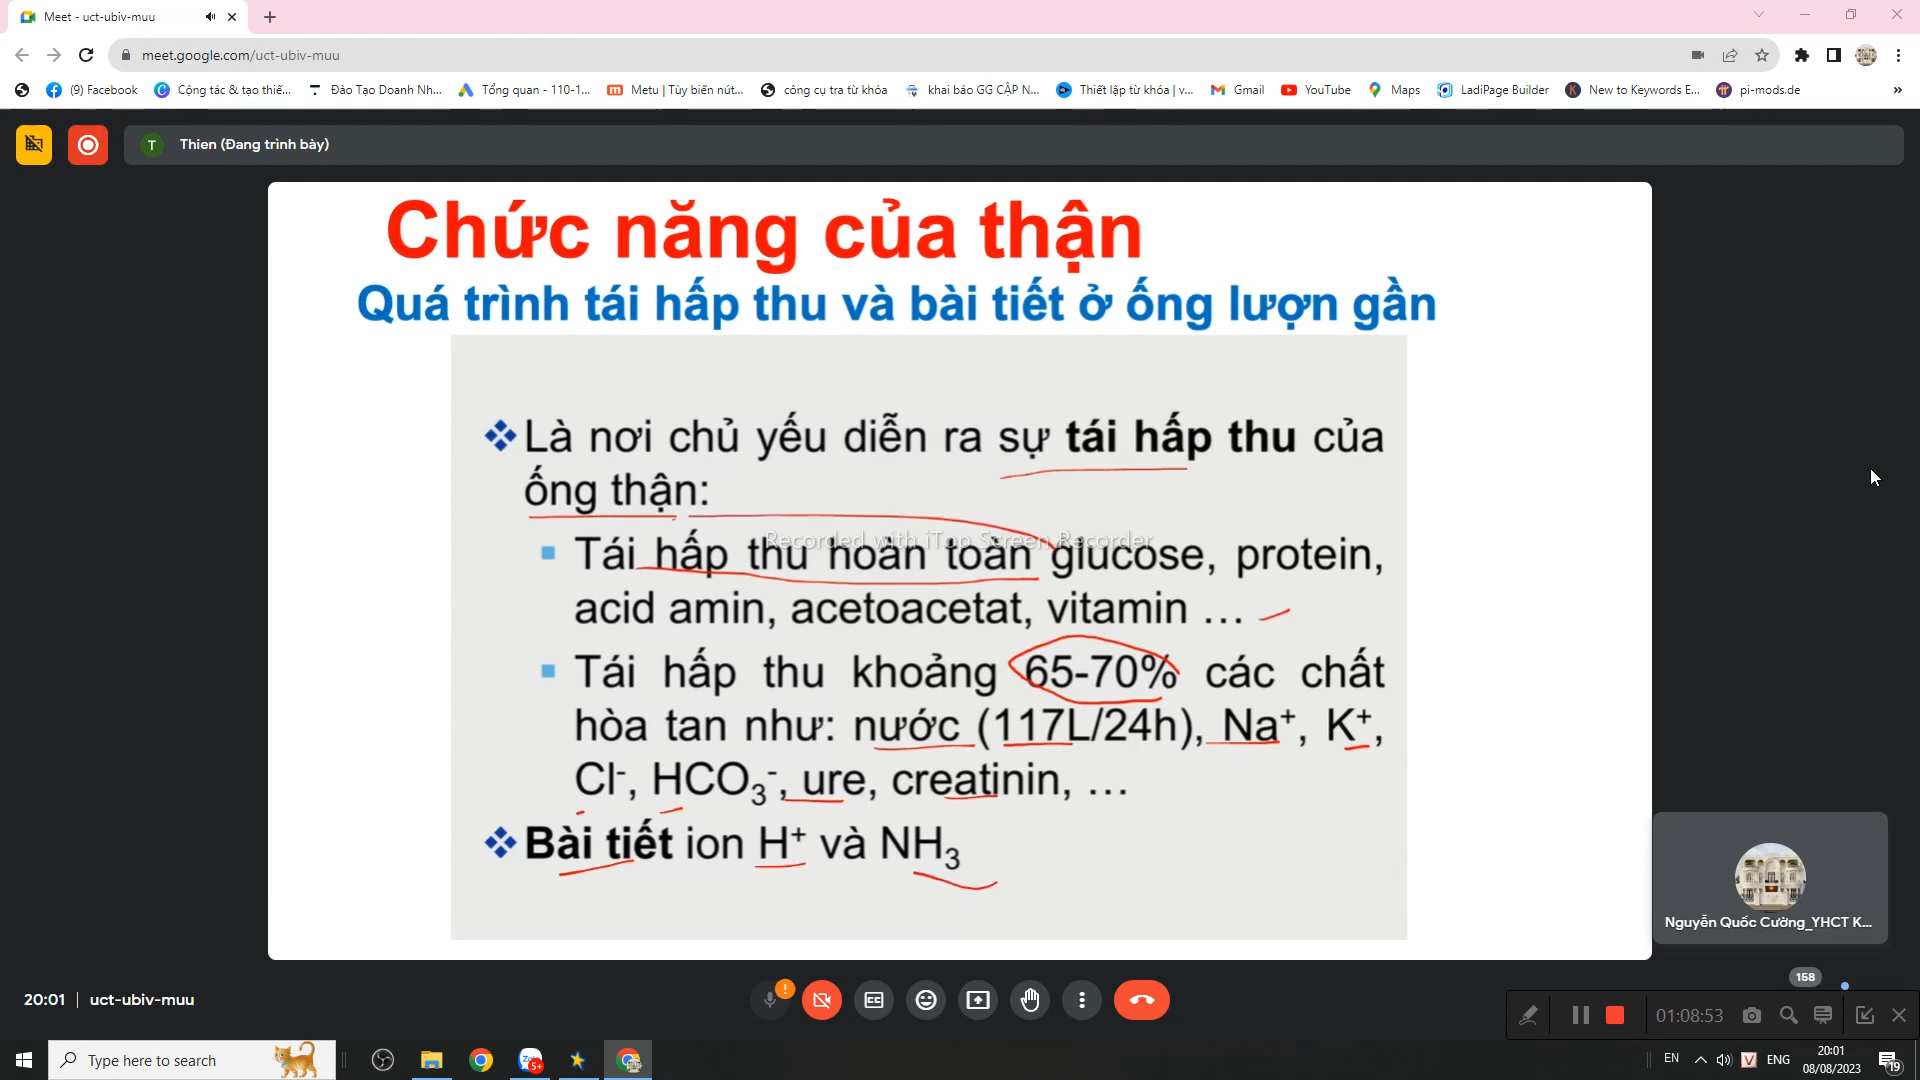 Meet - uct-ubiv-muu
meet.google.com/uct-ubiv-muu
(9) Facebook
Cộng tác & tạo thiế...
Đào Tạo Doanh Nh...
Tổng quan - 110-1...
Metu | Tùy biến nút...
công cụ tra từ khóa
khai báo GG CẬP N...
Thiết lập từ khóa | v...
Gmail
YouTube
Maps
LadiPage Builder
New to Keywords E...
pi-mods.de
»
T
Thien (Đang trình bày)
Chức năng của thận
Quá trình tái hấp thu và bài tiết ở ống lượn gần
Là nơi chủ yếu diễn ra sự tái hấp thu của
ống thận:
Recorded with iTop Screen Recorder
Tái hấp thu hoàn toàn glucose, protein,
acid amin, acetoacetat, vitamin ...
Tái hấp thu khoảng 65-70% các chất
hòa tan như: nước (117L/24h), Na⁺, K⁺,
Cl⁻, HCO₃⁻, ure, creatinin, ...
Bài tiết ion H⁺ và NH₃
Nguyễn Quốc Cường_YHCT K...
158
20:01 | uct-ubiv-muu
01:08:53
Type here to search
5+
EN
ENG
20:01
08/08/2023
19